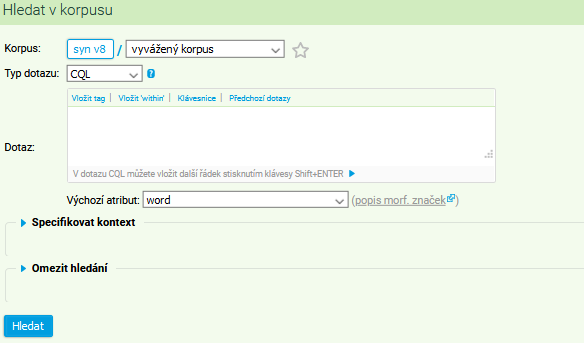 Hledat v korpusu
Korpus: syn v8 / vyvážený korpus
Typ dotazu: CQL ?
Vložit tag | Vložit 'within' | Klávesnice | Předchozí dotazy
Dotaz:
V dotazu CQL můžete vložit další řádek stisknutím klávesy Shift+ENTER
Výchozí atribut: word (popis morf. značek)
Specifikovat kontext
Omezit hledání
Hledat